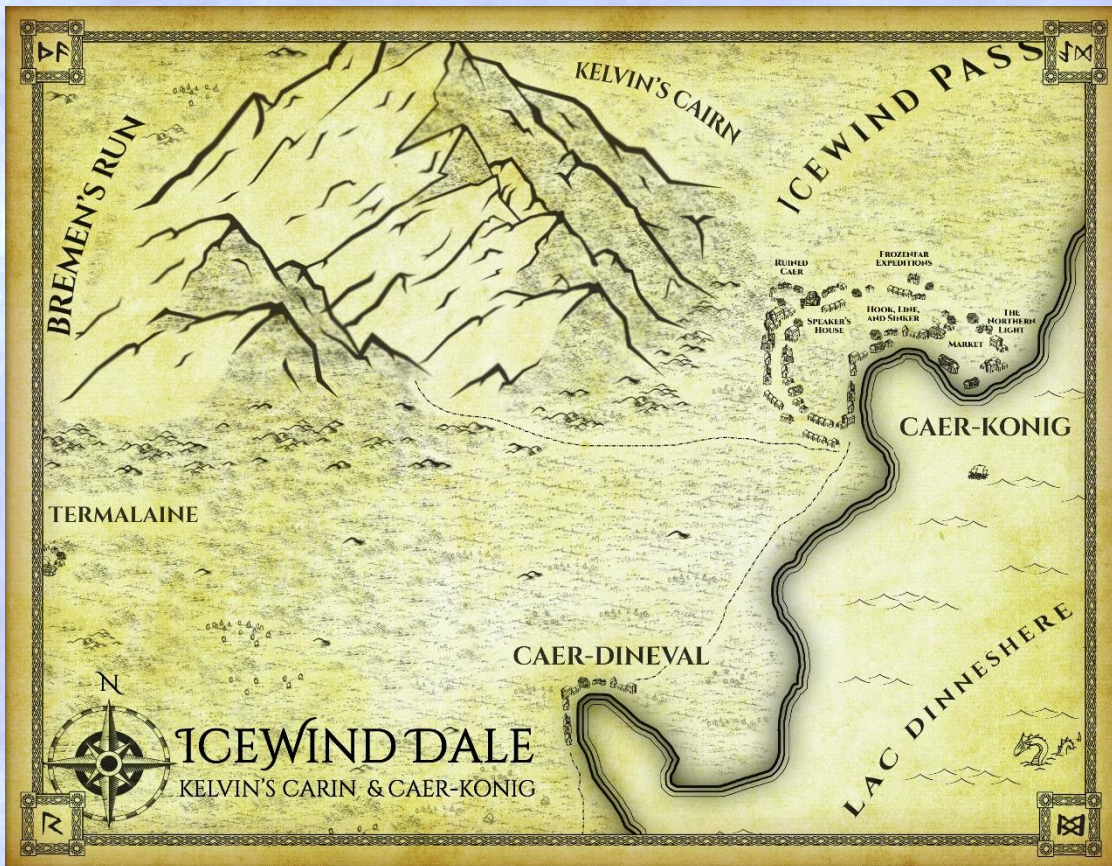 ᚦᚨ
KELVIN'S CAIRN
ICEWIND PASS
BREMEN'S RUN
RUINED
CAER
FROZENFAR
EXPEDITIONS
SPEAKER'S
HOUSE
HOOK, LINE,
AND SINKER
THE
NORTHERN
LIGHT
MARKET
CAER-KONIG
TERMALAINE
CAER-DINEVAL
LAC DINNESHERE
N
ICEWIND DALE
KELVIN'S CARIN & CAER-KONIG
ᚱ